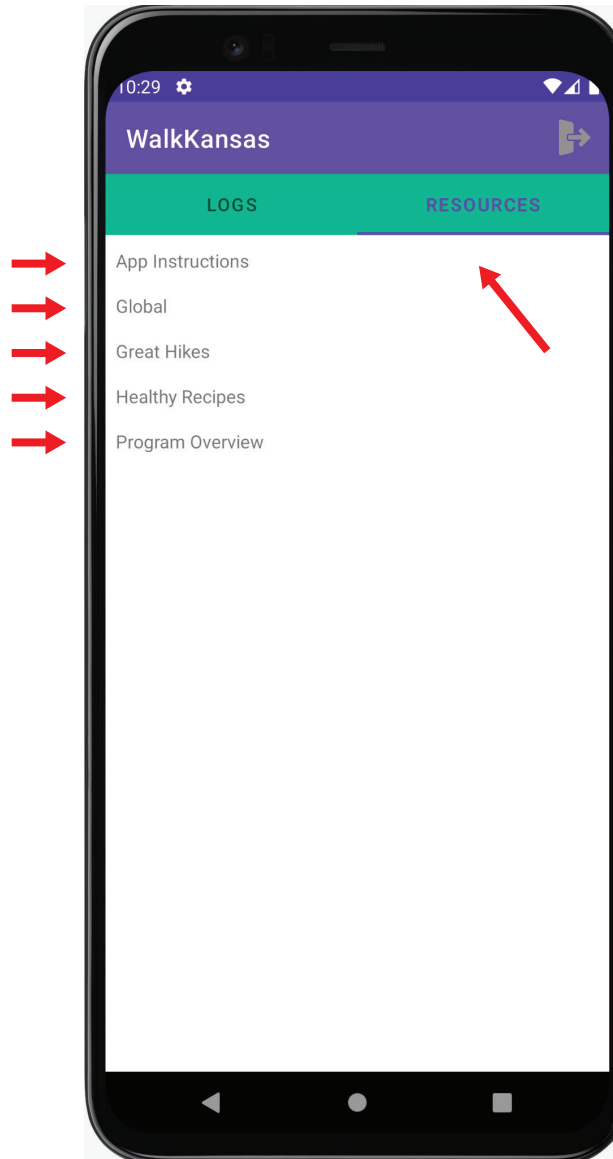 10:29
WalkKansas
LOGS RESOURCES
App Instructions
Global
Great Hikes
Healthy Recipes
Program Overview